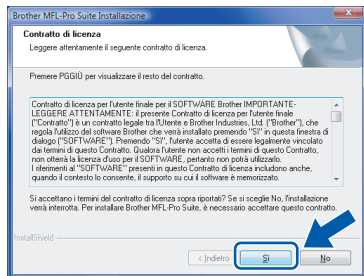 Brother MFL-Pro Suite Installazione
Contratto di licenza
Leggere attentamente il seguente contratto di licenza.
Premere PGGIÙ per visualizzare il resto del contratto.
Contratto di licenza per l'utente finale per il SOFTWARE Brother IMPORTANTE-
LEGGERE ATTENTAMENTE: il presente Contratto di licenza per l'utente finale
("Contratto") è un contratto legale tra l'Utente e Brother Industries, Ltd. ("Brother"), che
regola l'utilizzo del software Brother che verrà installato premendo "Sì" in questa finestra di
dialogo ("SOFTWARE"). Premendo "Sì", l'utente accetta di essere legalmente vincolato
dai termini di questo Contratto. Qualora l'utente non accetti i termini di questo Contratto,
non otterrà la licenza d'uso per il SOFTWARE, pertanto non potrà utilizzarlo.
I riferimenti al "SOFTWARE" presenti in questo Contratto di licenza includono anche,
quando il contesto lo consente, il supporto su cui il software è memorizzato.
Si accettano i termini del contratto di licenza sopra riportati? Se si sceglie No, l'installazione
verrà interrotta. Per installare Brother MFL-Pro Suite, è necessario accettare questo contratto.
InstallShield
< Indietro
Sì
No